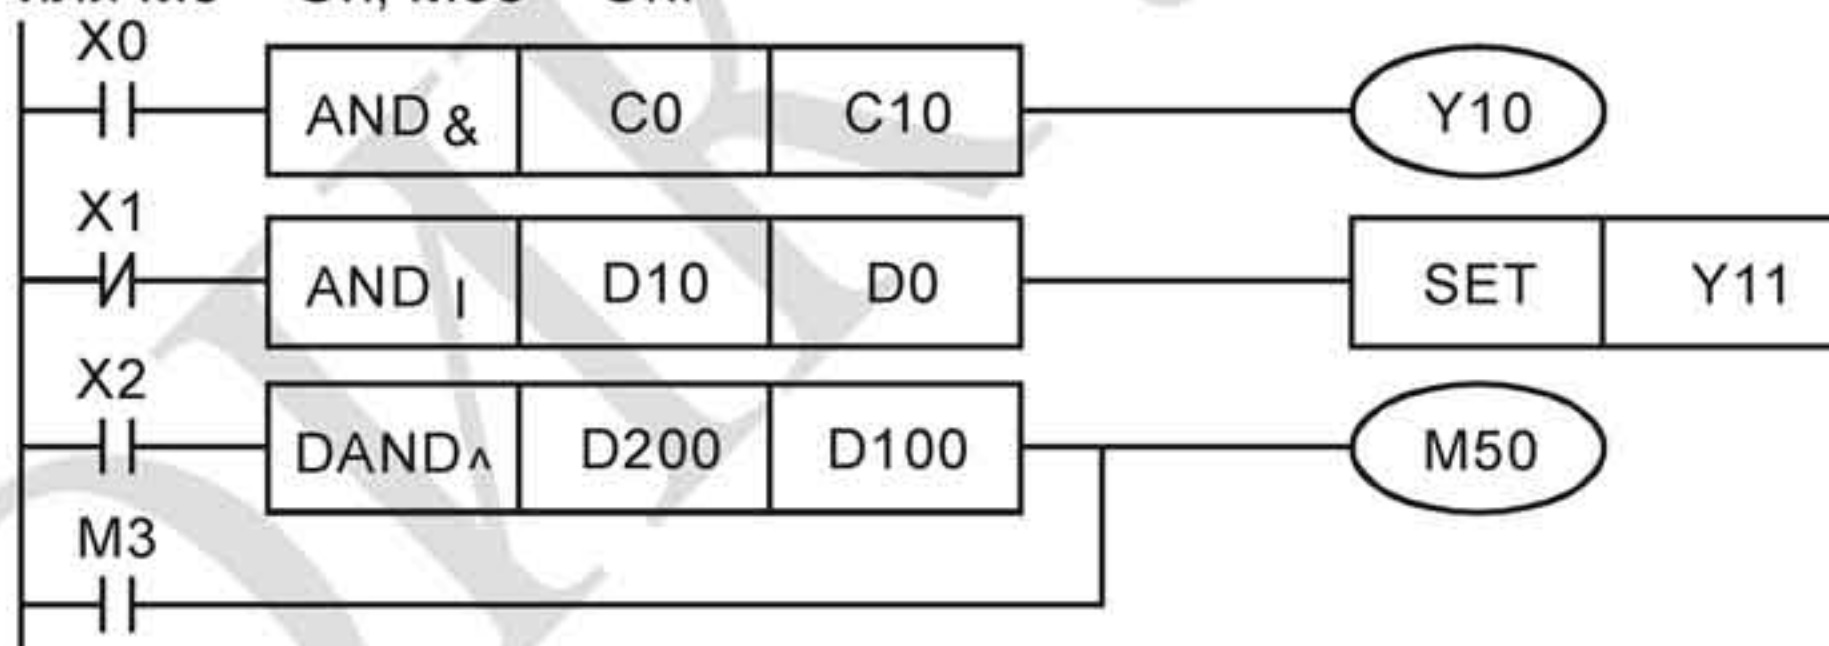 X0
AND & C0 C10 Y10
X1
AND | D10 D0 SET Y11
X2
DAND^ D200 D100 M50
M3